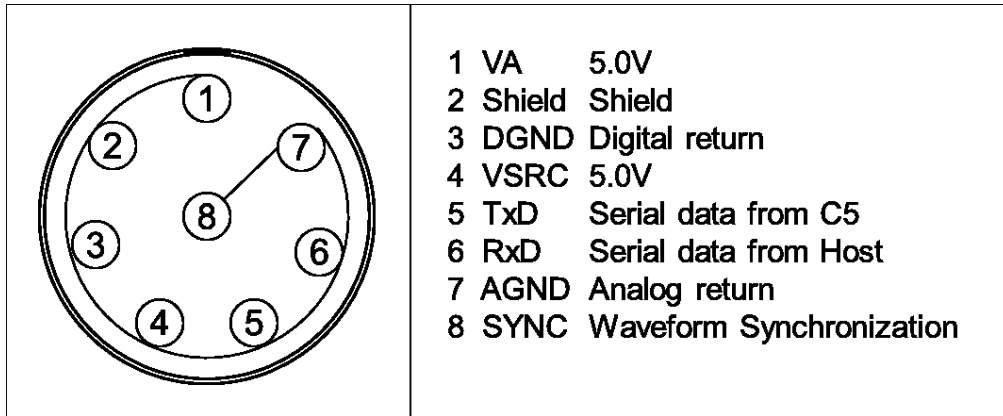 1
2
7
8
3
6
4
5
1 VA 5.0V
2 Shield Shield
3 DGND Digital return
4 VSRC 5.0V
5 TxD Serial data from C5
6 RxD Serial data from Host
7 AGND Analog return
8 SYNC Waveform Synchronization